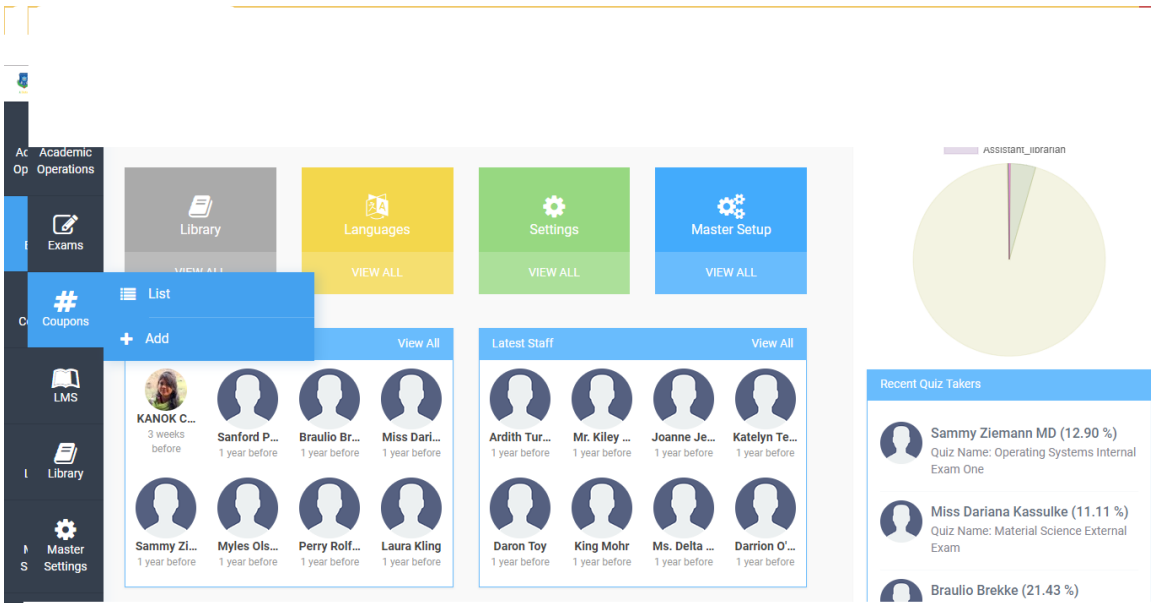 Assistant_librarian
Ac
Op
Academic
Operations
Exams
Coupons
LMS
Library
Master
Settings
Library
VIEW ALL
Languages
VIEW ALL
Settings
VIEW ALL
Master Setup
VIEW ALL
List
Add
View All
KANOK C...
3 weeks
before
Sanford P...
1 year before
Braulio Br...
1 year before
Miss Dari...
1 year before
Sammy Zi...
1 year before
Myles Ols...
1 year before
Perry Rolf...
1 year before
Laura Kling
1 year before
Latest Staff
View All
Ardith Tur...
1 year before
Mr. Kiley ...
1 year before
Joanne Je...
1 year before
Katelyn Te...
1 year before
Daron Toy
1 year before
King Mohr
1 year before
Ms. Delta ...
1 year before
Darrion O'...
1 year before
Recent Quiz Takers
Sammy Ziemann MD (12.90 %)
Quiz Name: Operating Systems Internal
Exam One
Miss Dariana Kassulke (11.11 %)
Quiz Name: Material Science External
Exam
Braulio Brekke (21.43 %)